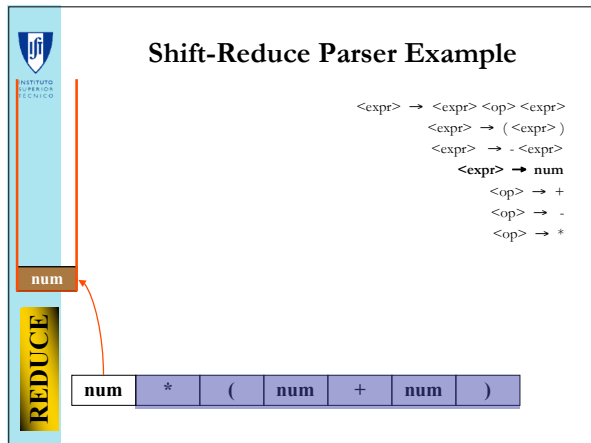 Shift-Reduce Parser Example
INSTITUTO
SUPERIOR
TÉCNICO
<expr> → <expr> <op> <expr>
<expr> → ( <expr> )
<expr> → - <expr>
<expr> → num
<op> → +
<op> → -
<op> → *
num
REDUCE
num * ( num + num )